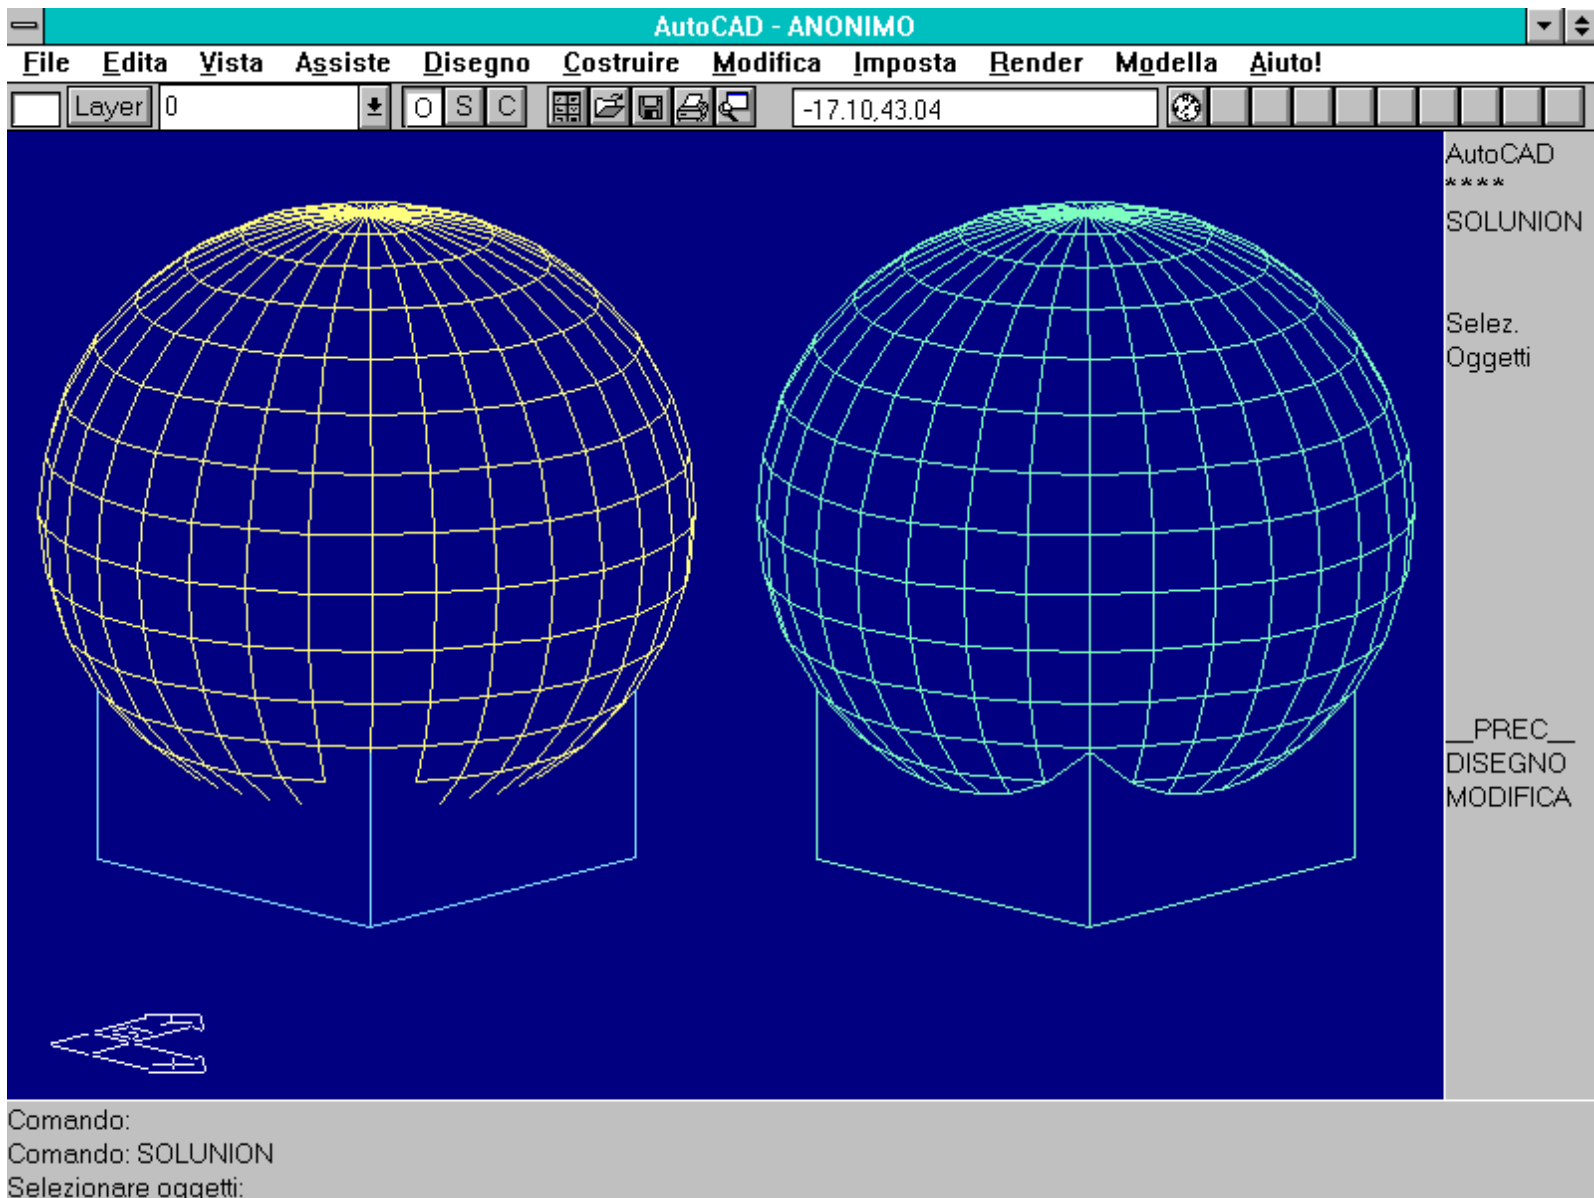 AutoCAD - ANONIMO
File Edita Vista Assiste Disegno Costruire Modifica Imposta Render Modella Aiuto!
Layer 0 O S C -17.10,43.04
AutoCAD
****
SOLUNION
Selez.
Oggetti
__PREC__
DISEGNO
MODIFICA
Comando:
Comando: SOLUNION
Selezionare oggetti: